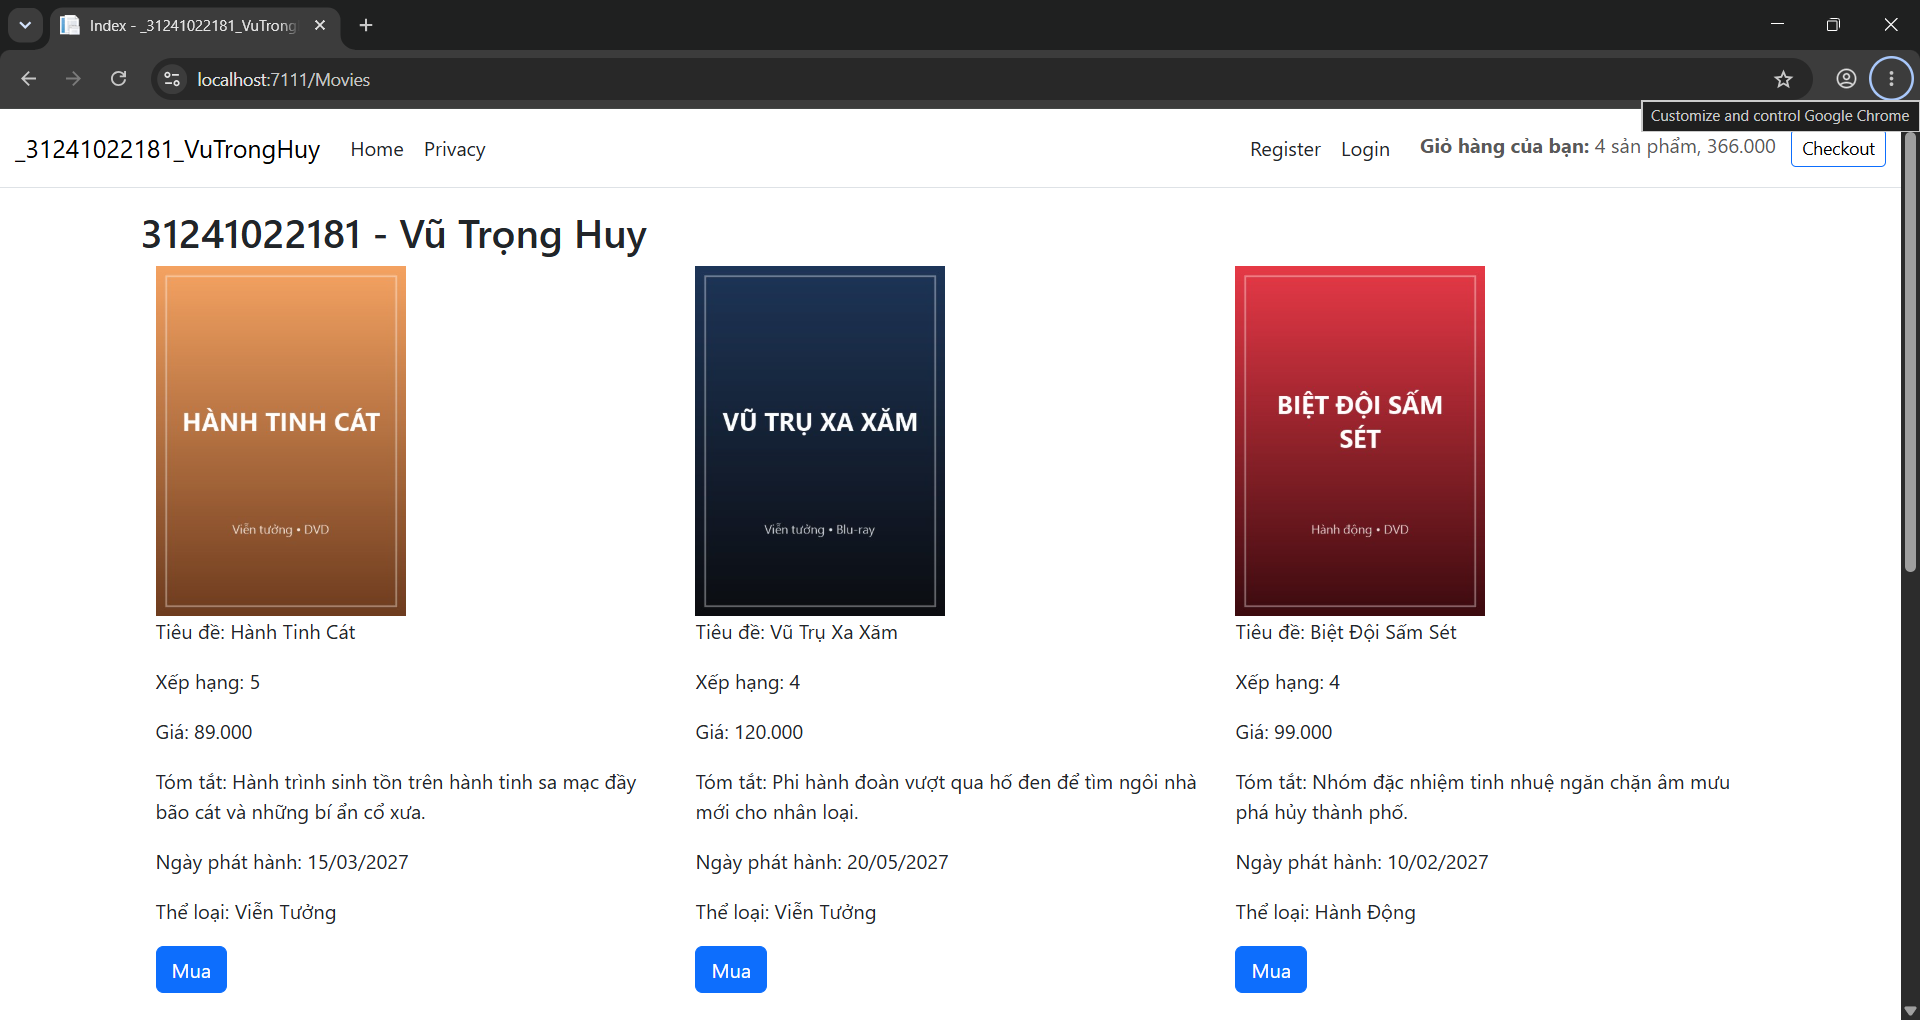 Index - _31241022181_VuTrong
localhost:7111/Movies
Customize and control Google Chrome
_31241022181_VuTrongHuy Home Privacy Register Login Giỏ hàng của bạn: 4 sản phẩm, 366.000 Checkout
31241022181 - Vũ Trọng Huy
HÀNH TINH CÁT
Viễn tưởng • DVD
Tiêu đề: Hành Tinh Cát
Xếp hạng: 5
Giá: 89.000
Tóm tắt: Hành trình sinh tồn trên hành tinh sa mạc đầy
bão cát và những bí ẩn cổ xưa.
Ngày phát hành: 15/03/2027
Thể loại: Viễn Tưởng
Mua
VŨ TRỤ XA XĂM
Viễn tưởng • Blu-ray
Tiêu đề: Vũ Trụ Xa Xăm
Xếp hạng: 4
Giá: 120.000
Tóm tắt: Phi hành đoàn vượt qua hố đen để tìm ngôi nhà
mới cho nhân loại.
Ngày phát hành: 20/05/2027
Thể loại: Viễn Tưởng
Mua
BIỆT ĐỘI SẤM
SÉT
Hành động • DVD
Tiêu đề: Biệt Đội Sấm Sét
Xếp hạng: 4
Giá: 99.000
Tóm tắt: Nhóm đặc nhiệm tinh nhuệ ngăn chặn âm mưu
phá hủy thành phố.
Ngày phát hành: 10/02/2027
Thể loại: Hành Động
Mua